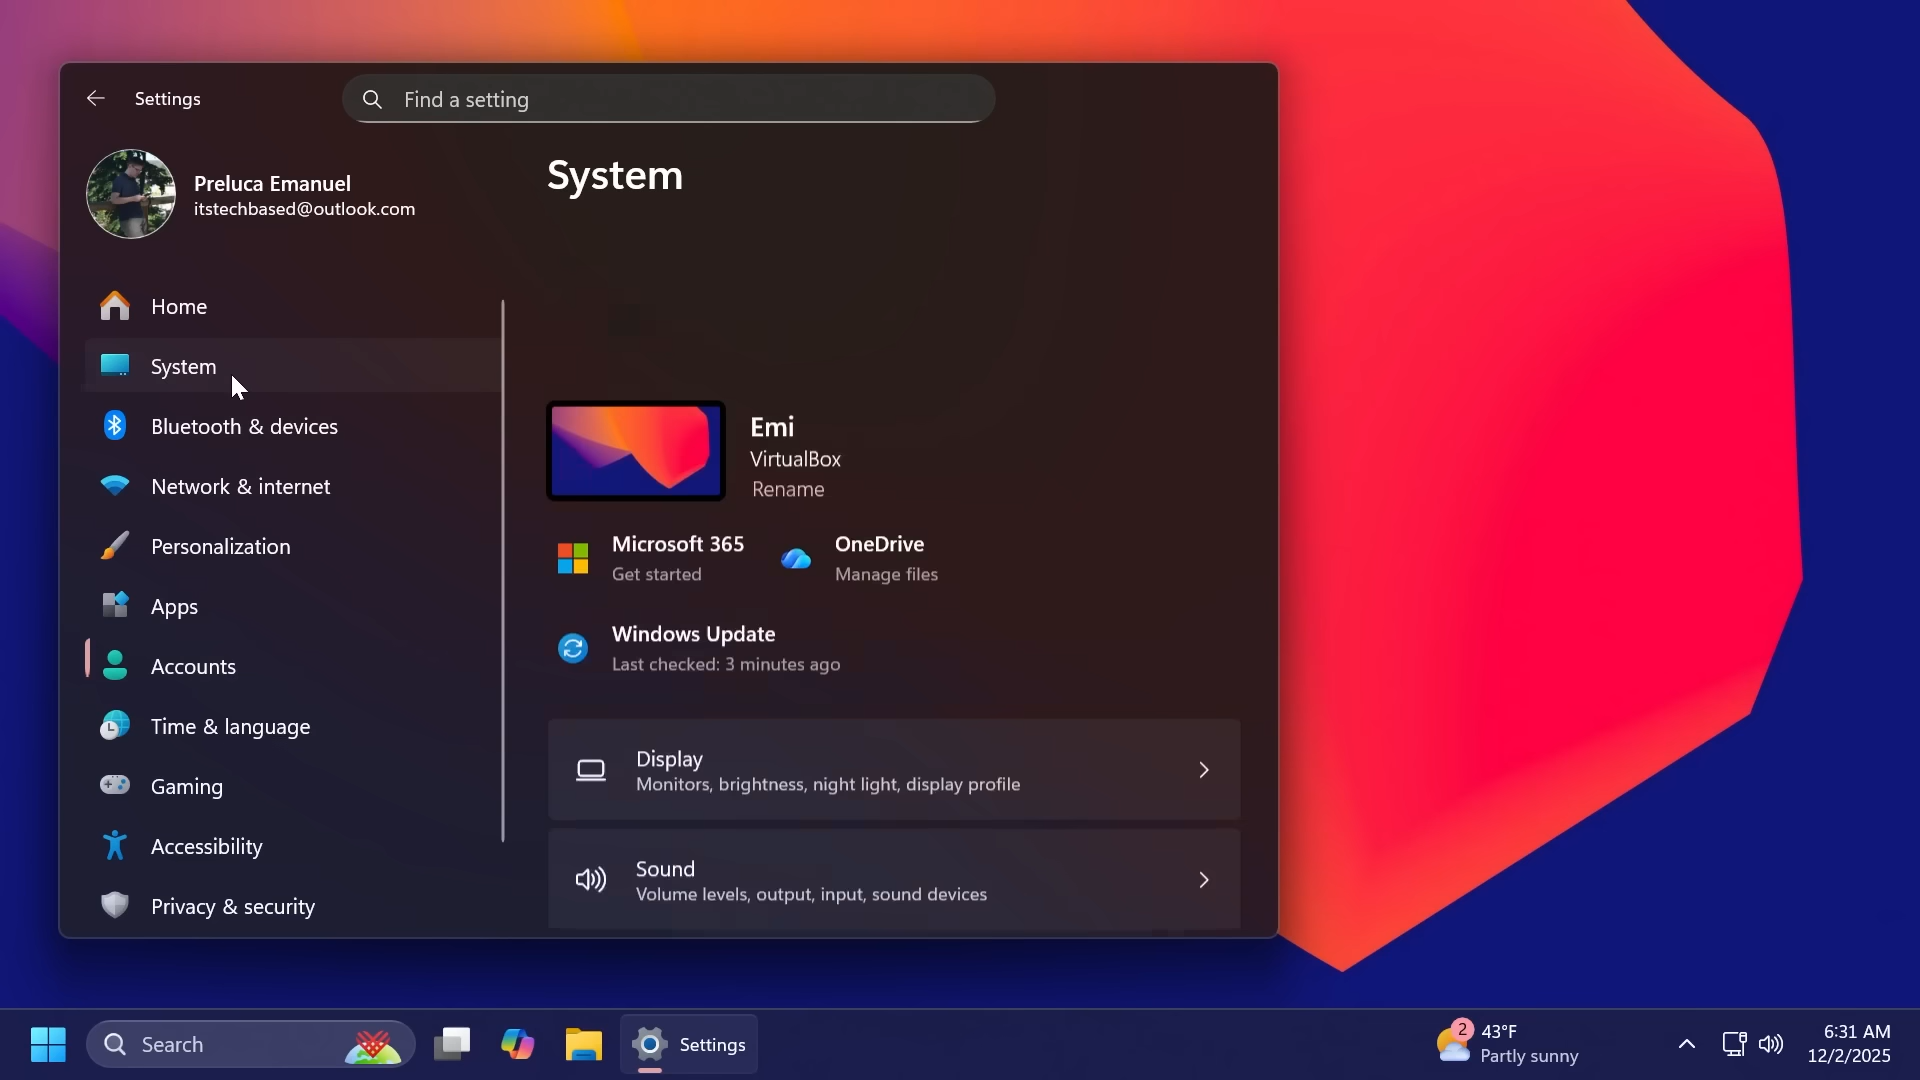 Settings
Find a setting
Preluca Emanuel
itstechbased@outlook.com
Home
System
Bluetooth & devices
Network & internet
Personalization
Apps
Accounts
Time & language
Gaming
Accessibility
Privacy & security
System
Emi
VirtualBox
Rename
Microsoft 365
Get started
OneDrive
Manage files
Windows Update
Last checked: 3 minutes ago
Display
Monitors, brightness, night light, display profile
Sound
Volume levels, output, input, sound devices
Search
Settings
2
43°F
Partly sunny
6:31 AM
12/2/2025